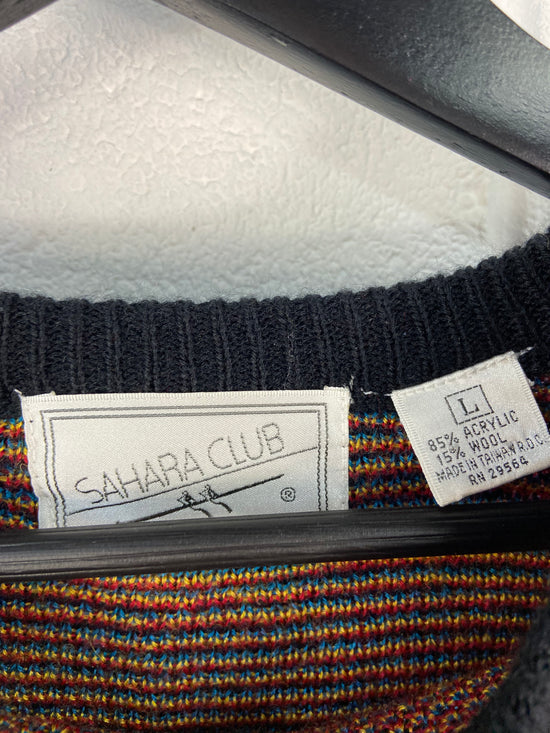 SAHARA CLUB
®
L
85% ACRYLIC
15% WOOL
MADE IN TAIWAN R.O.C.
RN 29564